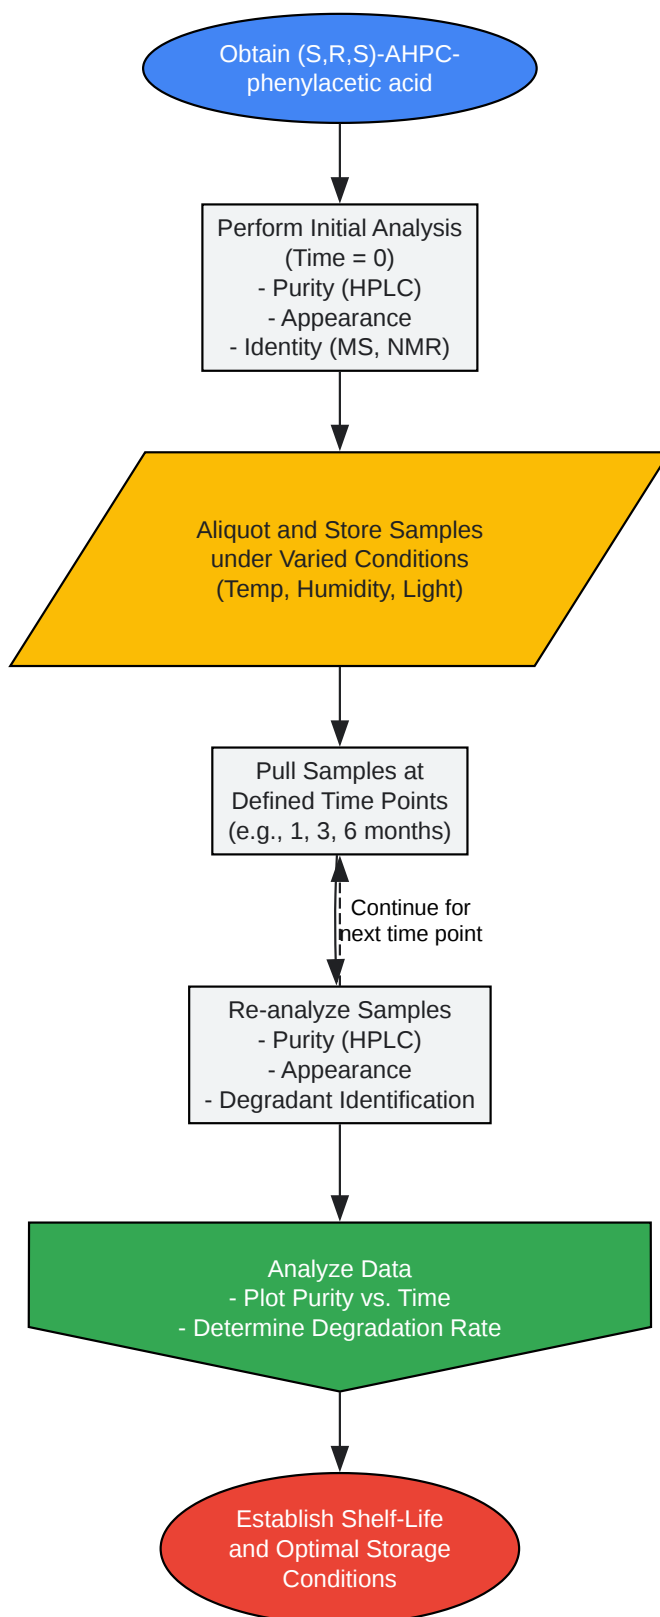 Obtain (S,R,S)-AHPC-
phenylacetic acid
Perform Initial Analysis
(Time = 0)
- Purity (HPLC)
- Appearance
- Identity (MS, NMR)
Aliquot and Store Samples
under Varied Conditions
(Temp, Humidity, Light)
Pull Samples at
Defined Time Points
(e.g., 1, 3, 6 months)
Continue for
next time point
Re-analyze Samples
- Purity (HPLC)
- Appearance
- Degradant Identification
Analyze Data
- Plot Purity vs. Time
- Determine Degradation Rate
Establish Shelf-Life
and Optimal Storage
Conditions